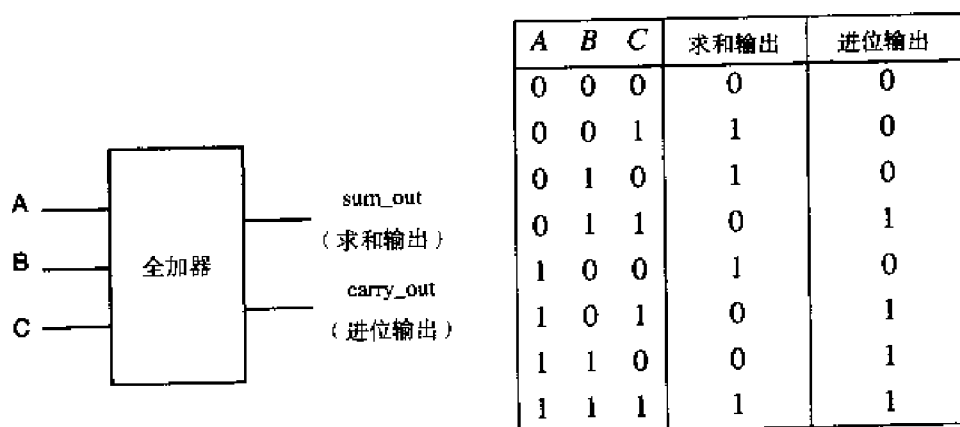 A
B
C
全加器
sum_out
(求和输出)
carry_out
(进位输出)
A B C 求和输出 进位输出
0 0 0 0 0
0 0 1 1 0
0 1 0 1 0
0 1 1 0 1
1 0 0 1 0
1 0 1 0 1
1 1 0 0 1
1 1 1 1 1